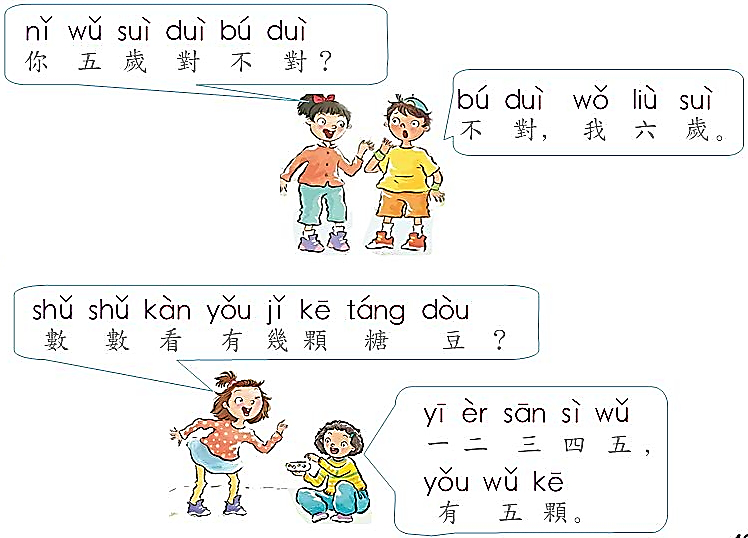 nǐ wǔ suì duì bú duì
你 五 歲 對 不 對？
bú duì wǒ liù suì
不 對, 我 六 歲。
shǔ shǔ kàn yǒu jǐ kē táng dòu
數 數 看 有 幾 顆 糖 豆 ？
yī èr sān sì wǔ
一 二 三 四 五 ,
yǒu wǔ kē
有 五 顆。